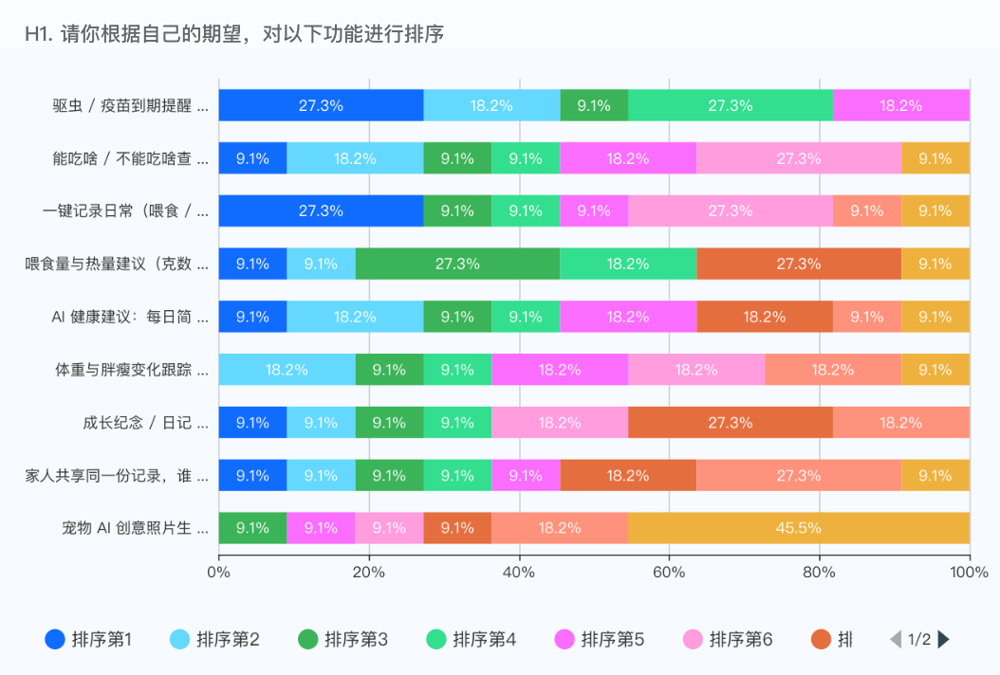 H1. 请你根据自己的期望，对以下功能进行排序
驱虫 / 疫苗到期提醒 ... 27.3% 18.2% 9.1% 27.3% 18.2%
能吃啥 / 不能吃啥查 ... 9.1% 18.2% 9.1% 9.1% 18.2% 27.3% 9.1%
一键记录日常（喂食 / ... 27.3% 9.1% 9.1% 9.1% 27.3% 9.1% 9.1%
喂食量与热量建议（克数 ... 9.1% 9.1% 27.3% 18.2% 27.3% 9.1%
AI 健康建议：每日简 ... 9.1% 18.2% 9.1% 9.1% 18.2% 18.2% 9.1% 9.1%
体重与胖瘦变化跟踪 ... 18.2% 9.1% 9.1% 18.2% 18.2% 18.2% 9.1%
成长纪念 / 日记 ... 9.1% 9.1% 9.1% 9.1% 18.2% 27.3% 18.2%
家人共享同一份记录，谁 ... 9.1% 9.1% 9.1% 9.1% 9.1% 18.2% 27.3% 9.1%
宠物 AI 创意照片生 ... 9.1% 9.1% 9.1% 9.1% 18.2% 45.5%
0% 20% 40% 60% 80% 100%
排序第1 排序第2 排序第3 排序第4 排序第5 排序第6 排 1/2